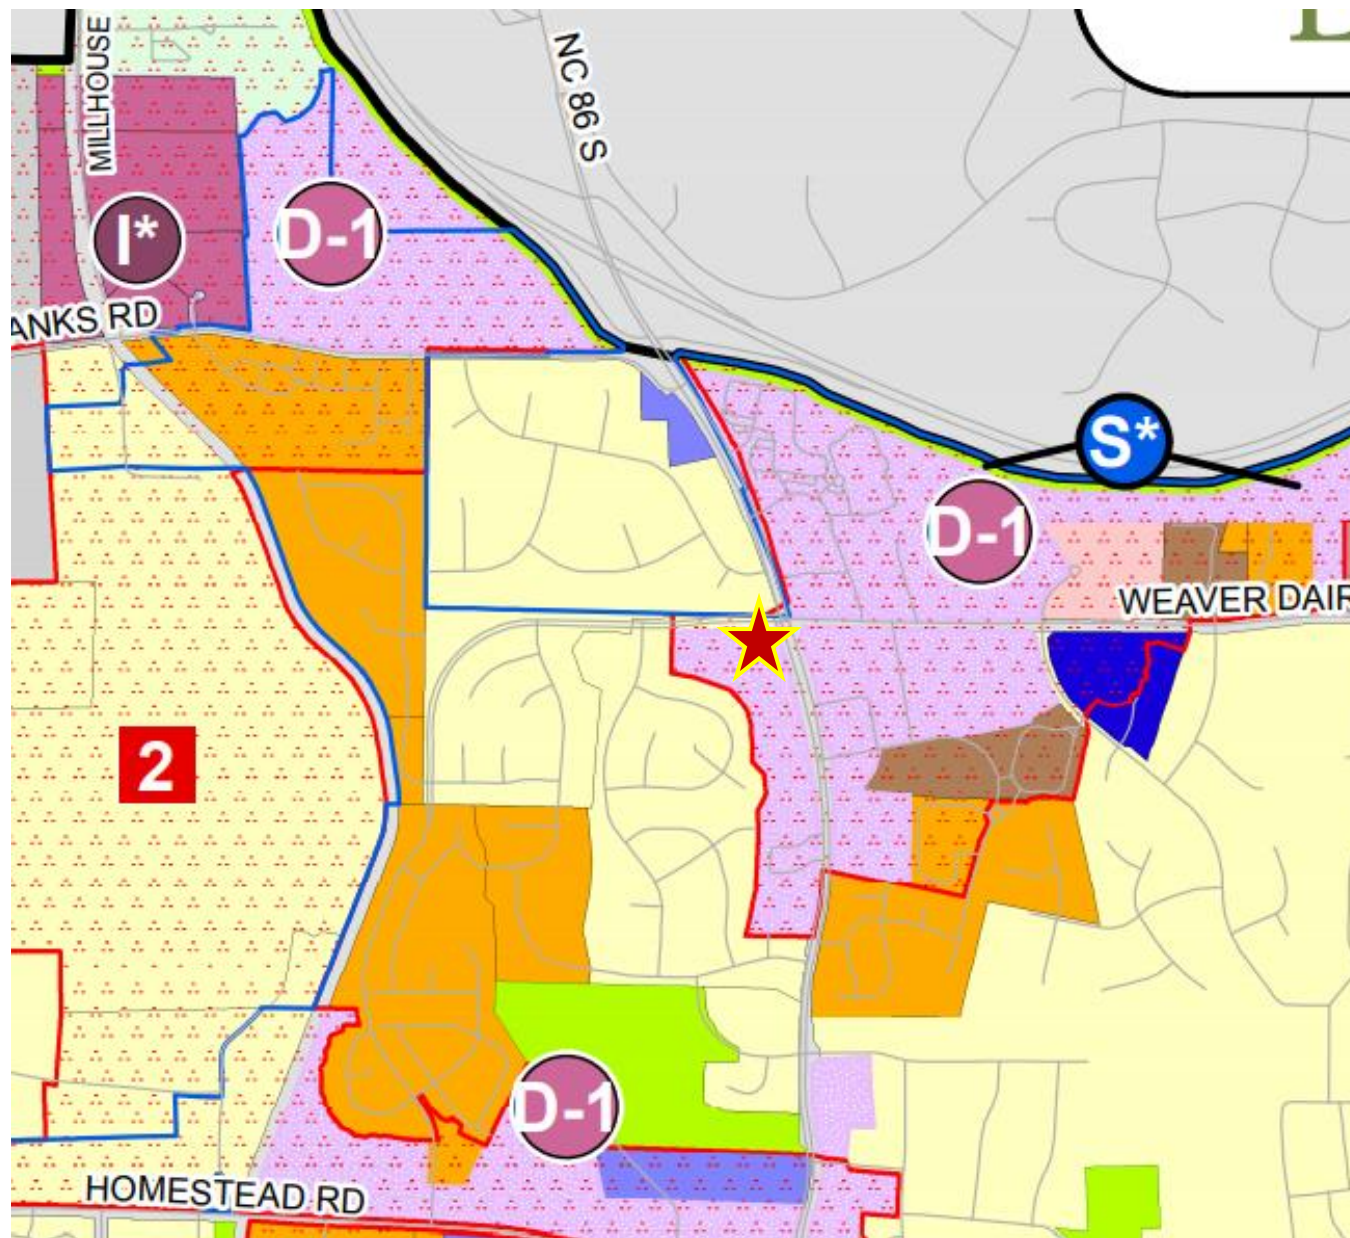 MILLHOUSE
NC 86 S
I*
D-1
ANKS RD
S*
D-1
WEAVER DAIR
2
D-1
HOMESTEAD RD